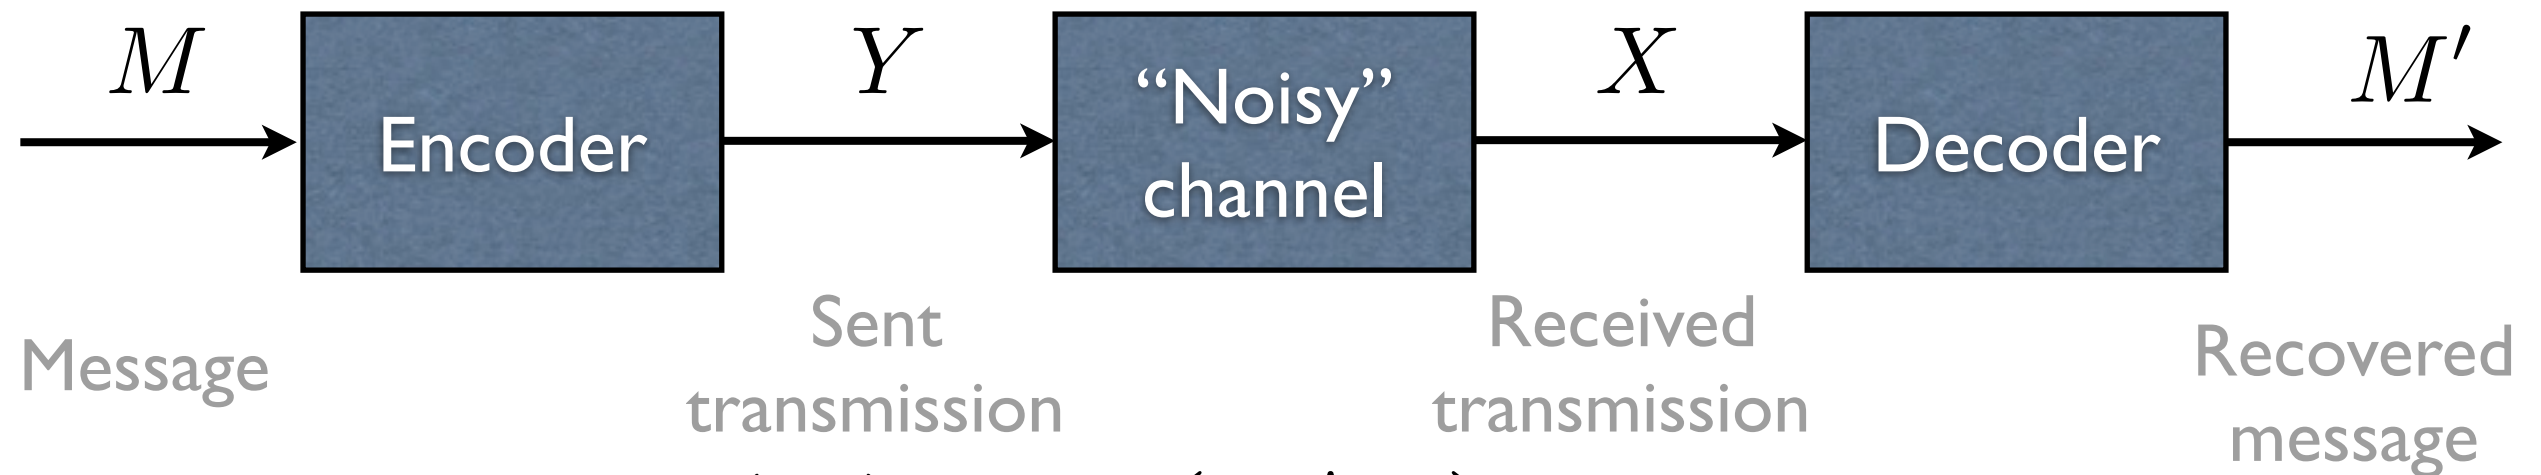 M
Y
X
M′
Encoder
“Noisy”
channel
Decoder
Message
Sent
transmission
Received
transmission
Recovered
message